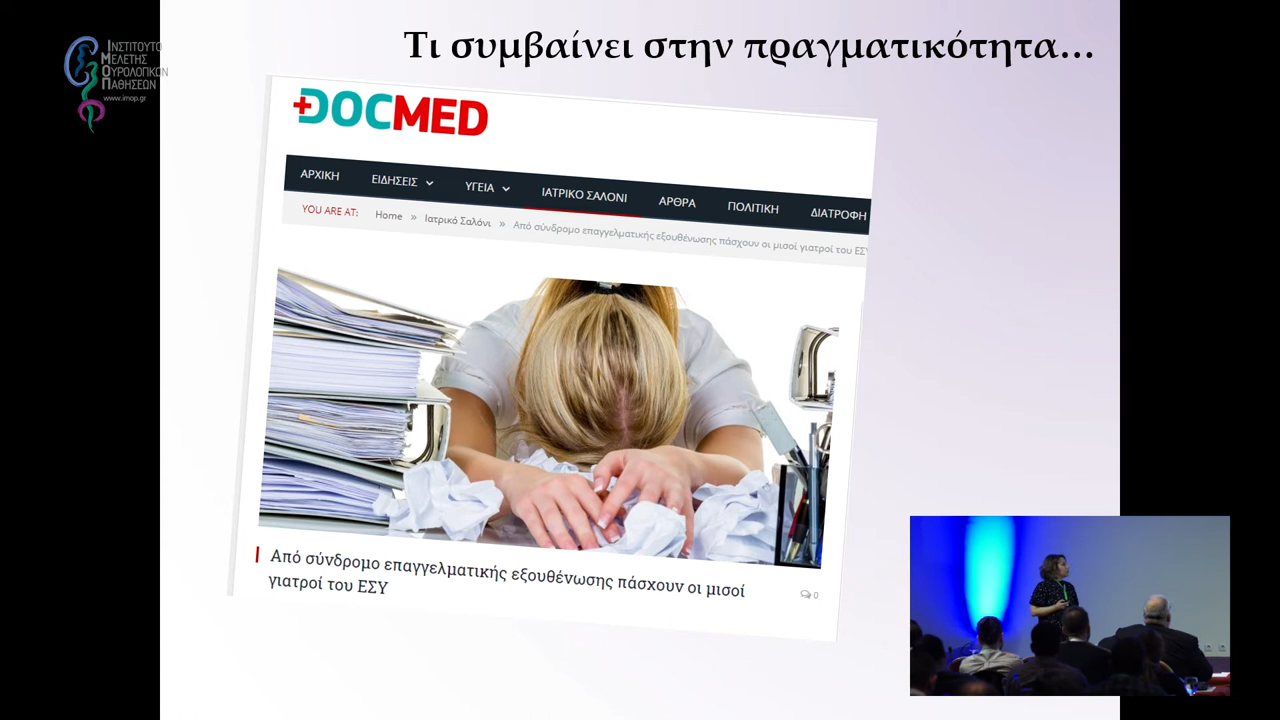 Τι συμβαίνει στην πραγματικότητα...
ΙΝΣΤΙΤΟΥΤΟ
ΜΕΛΕΤΗΣ
ΟΥΡΟΛΟΓΙΚΩΝ
ΠΑΘΗΣΕΩΝ
www.imop.gr
DOCMED
ΑΡΧΙΚΗ ΕΙΔΗΣΕΙΣ ΥΓΕΙΑ ΙΑΤΡΙΚΟ ΣΑΛΟΝΙ ΑΡΘΡΑ ΠΟΛΙΤΙΚΗ ΔΙΑΤΡΟΦΗ
YOU ARE AT: Home » Ιατρικό Σαλόνι » Από σύνδρομο επαγγελματικής εξουθένωσης πάσχουν οι μισοί γιατροί του ΕΣΥ
Από σύνδρομο επαγγελματικής εξουθένωσης πάσχουν οι μισοί
γιατροί του ΕΣΥ
0